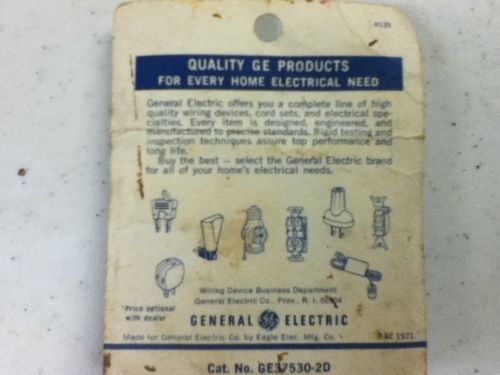 QUALITY GE PRODUCTS
FOR EVERY HOME ELECTRICAL NEED
General Electric offers you a complete line of high
quality wiring devices, cord sets, and electrical spe-
cialties. Every item is designed, engineered, and
manufactured to precise standards. Rigid testing and
inspection techniques assure top performance and
long life.
Buy the best — select the General Electric brand
for all of your home's electrical needs.
Wiring Device Business Department
General Electric Co., Prov., R. I.
*Price optional
with dealer
GENERAL GE ELECTRIC
Made for General Electric Co. by Eagle Elec. Mfg. Co.
GE 1971
Cat. No. GE37530-2D